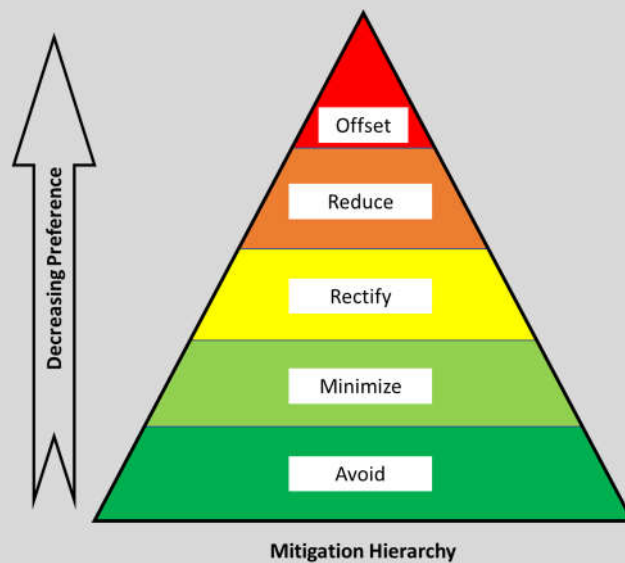 Offset
Reduce
Decreasing Preference
Rectify
Minimize
Avoid
Mitigation Hierarchy